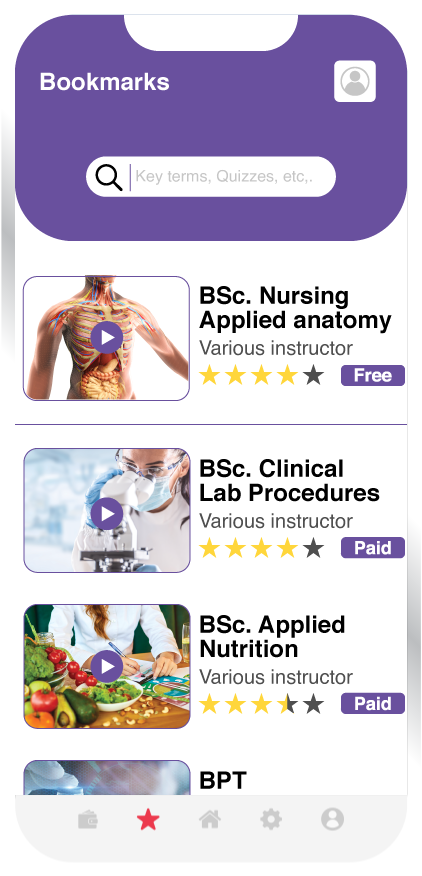 Bookmarks
Key terms, Quizzes, etc,.
BSc. Nursing
Applied anatomy
Various instructor
Free
BSc. Clinical
Lab Procedures
Various instructor
Paid
BSc. Applied
Nutrition
Various instructor
Paid
BPT